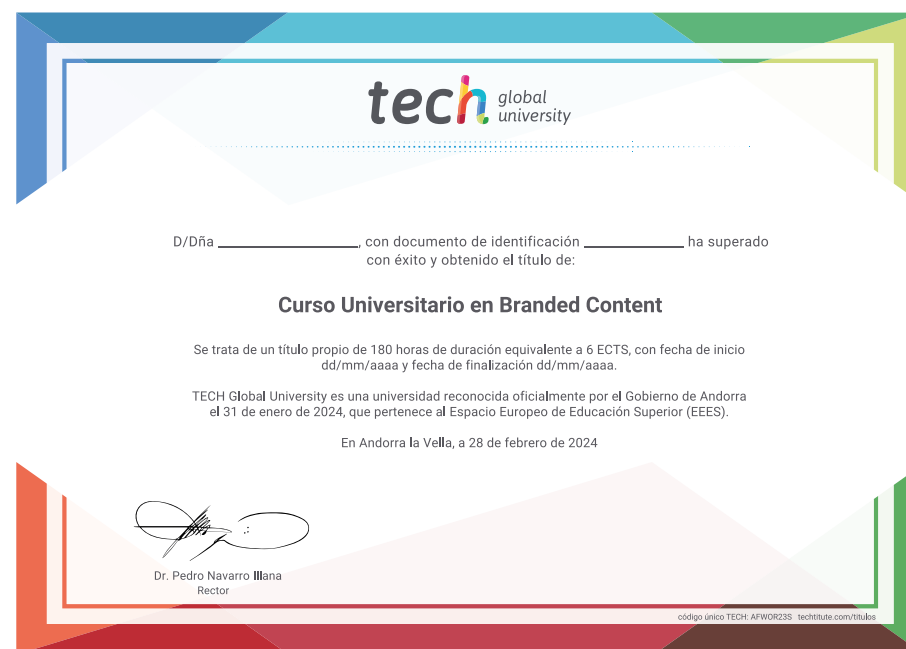 tech global university
D/Dña ______________, con documento de identificación __________ ha superado
con éxito y obtenido el título de:
Curso Universitario en Branded Content
Se trata de un título propio de 180 horas de duración equivalente a 6 ECTS, con fecha de inicio
dd/mm/aaaa y fecha de finalización dd/mm/aaaa.
TECH Global University es una universidad reconocida oficialmente por el Gobierno de Andorra
el 31 de enero de 2024, que pertenece al Espacio Europeo de Educación Superior (EEES).
En Andorra la Vella, a 28 de febrero de 2024
Dr. Pedro Navarro Illana
Rector
código único TECH: AFWOR23S techtitute.com/titulos